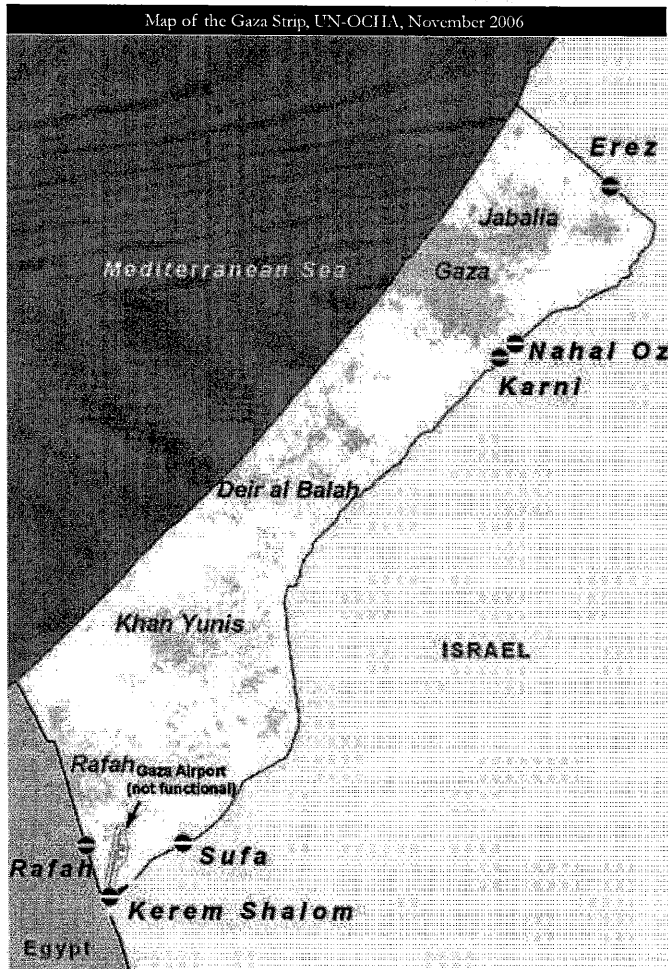 Map of the Gaza Strip, UN-OCHA, November 2006
Erez
Jabalia
Mediterranean Sea
Gaza
Nahal Oz
Karni
Deir al Balah
Khan Yunis
ISRAEL
Rafah
Gaza Airport
(not functional)
Rafah
Sufa
Kerem Shalom
Egypt